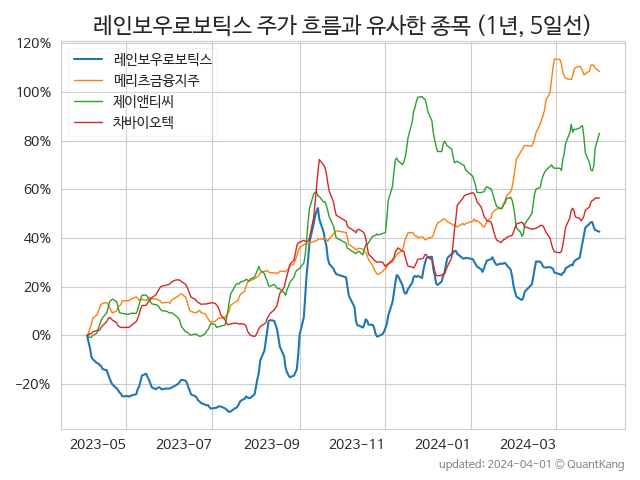 레인보우로보틱스 주가 흐름과 유사한 종목 (1년, 5일선)
레인보우로보틱스
메리츠금융지주
제이앤티씨
차바이오텍
120%
100%
80%
60%
40%
20%
0%
−20%
2023-05 2023-07 2023-09 2023-11 2024-01 2024-03
updated: 2024-04-01 © QuantKang